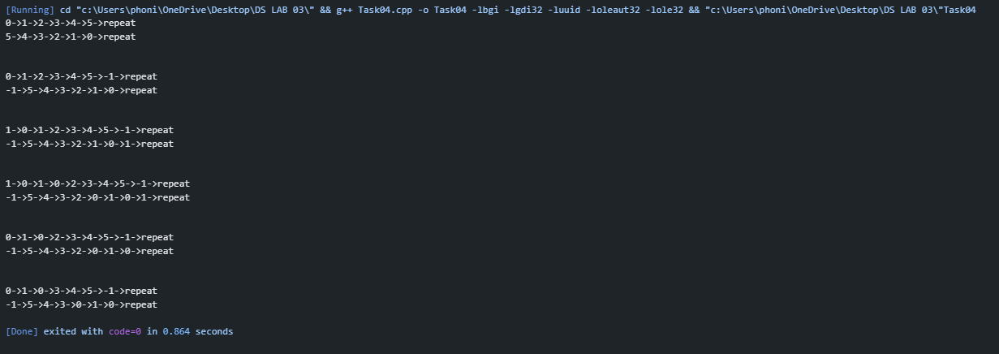 [Running] cd "c:\Users\phoni\OneDrive\Desktop\DS LAB 03\" && g++ Task04.cpp -o Task04 -lbgi -lgdi32 -luuid -loleaut32 -lole32 && "c:\Users\phoni\OneDrive\Desktop\DS LAB 03\"Task04
0->1->2->3->4->5->repeat
5->4->3->2->1->0->repeat
0->1->2->3->4->5->-1->repeat
-1->5->4->3->2->1->0->repeat
1->0->1->2->3->4->5->-1->repeat
-1->5->4->3->2->1->0->1->repeat
1->0->1->0->2->3->4->5->-1->repeat
-1->5->4->3->2->0->1->0->1->repeat
0->1->0->2->3->4->5->-1->repeat
-1->5->4->3->2->0->1->0->repeat
0->1->0->3->4->5->-1->repeat
-1->5->4->3->0->1->0->repeat
[Done] exited with code=0 in 0.864 seconds